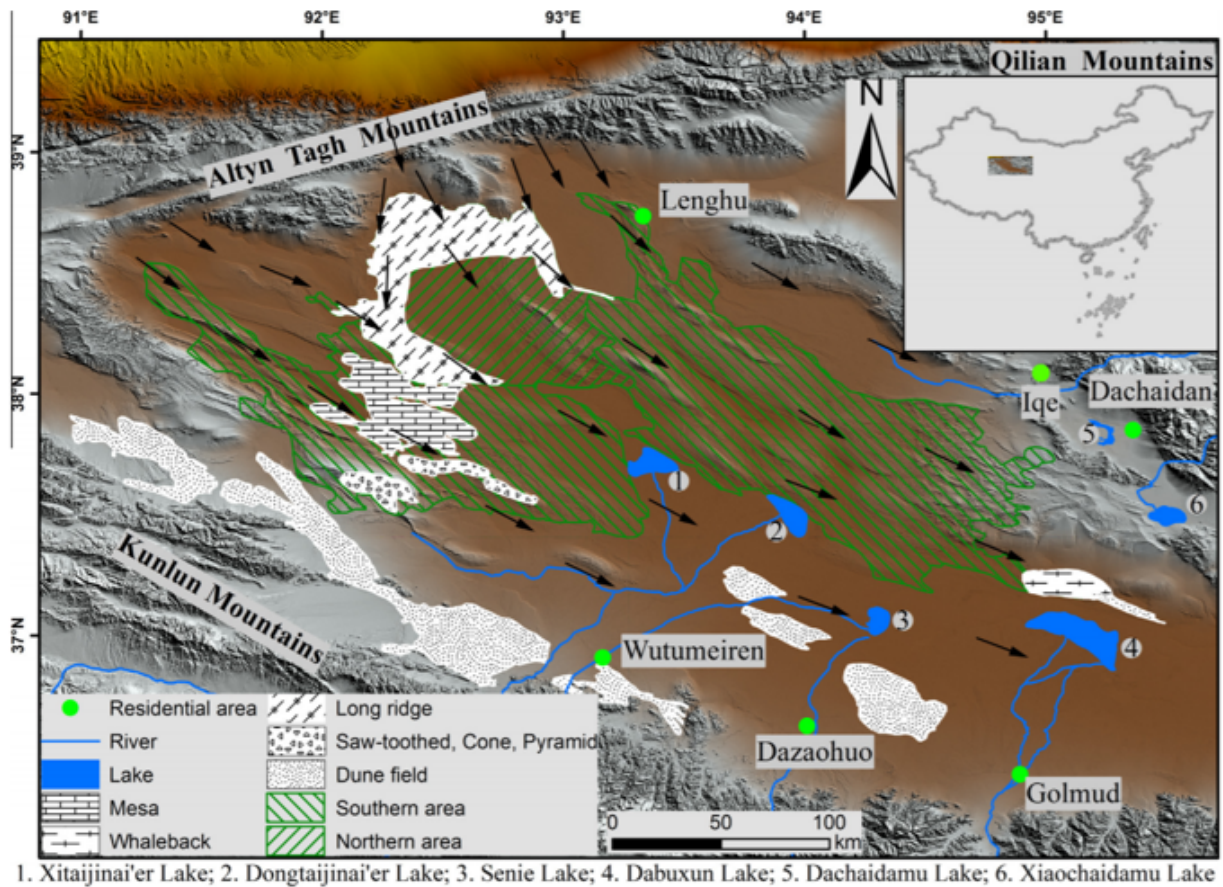 91°E 92°E 93°E 94°E 95°E
Qilian Mountains
N
39°N
Altyn Tagh Mountains
Lenghu
38°N
Iqe
Dachaidan
5
1
6
2
Kunlun Mountains
37°N
3
Wutumeiren
4
Residential area
Long ridge
River
Saw-toothed, Cone, Pyramid
Lake
Dune field
Dazaohuo
Mesa
Southern area
Golmud
Whaleback
Northern area
0 50 100
km
1. Xitaijinai'er Lake; 2. Dongtaijinai'er Lake; 3. Senie Lake; 4. Dabuxun Lake; 5. Dachaidamu Lake; 6. Xiaochaidamu Lake